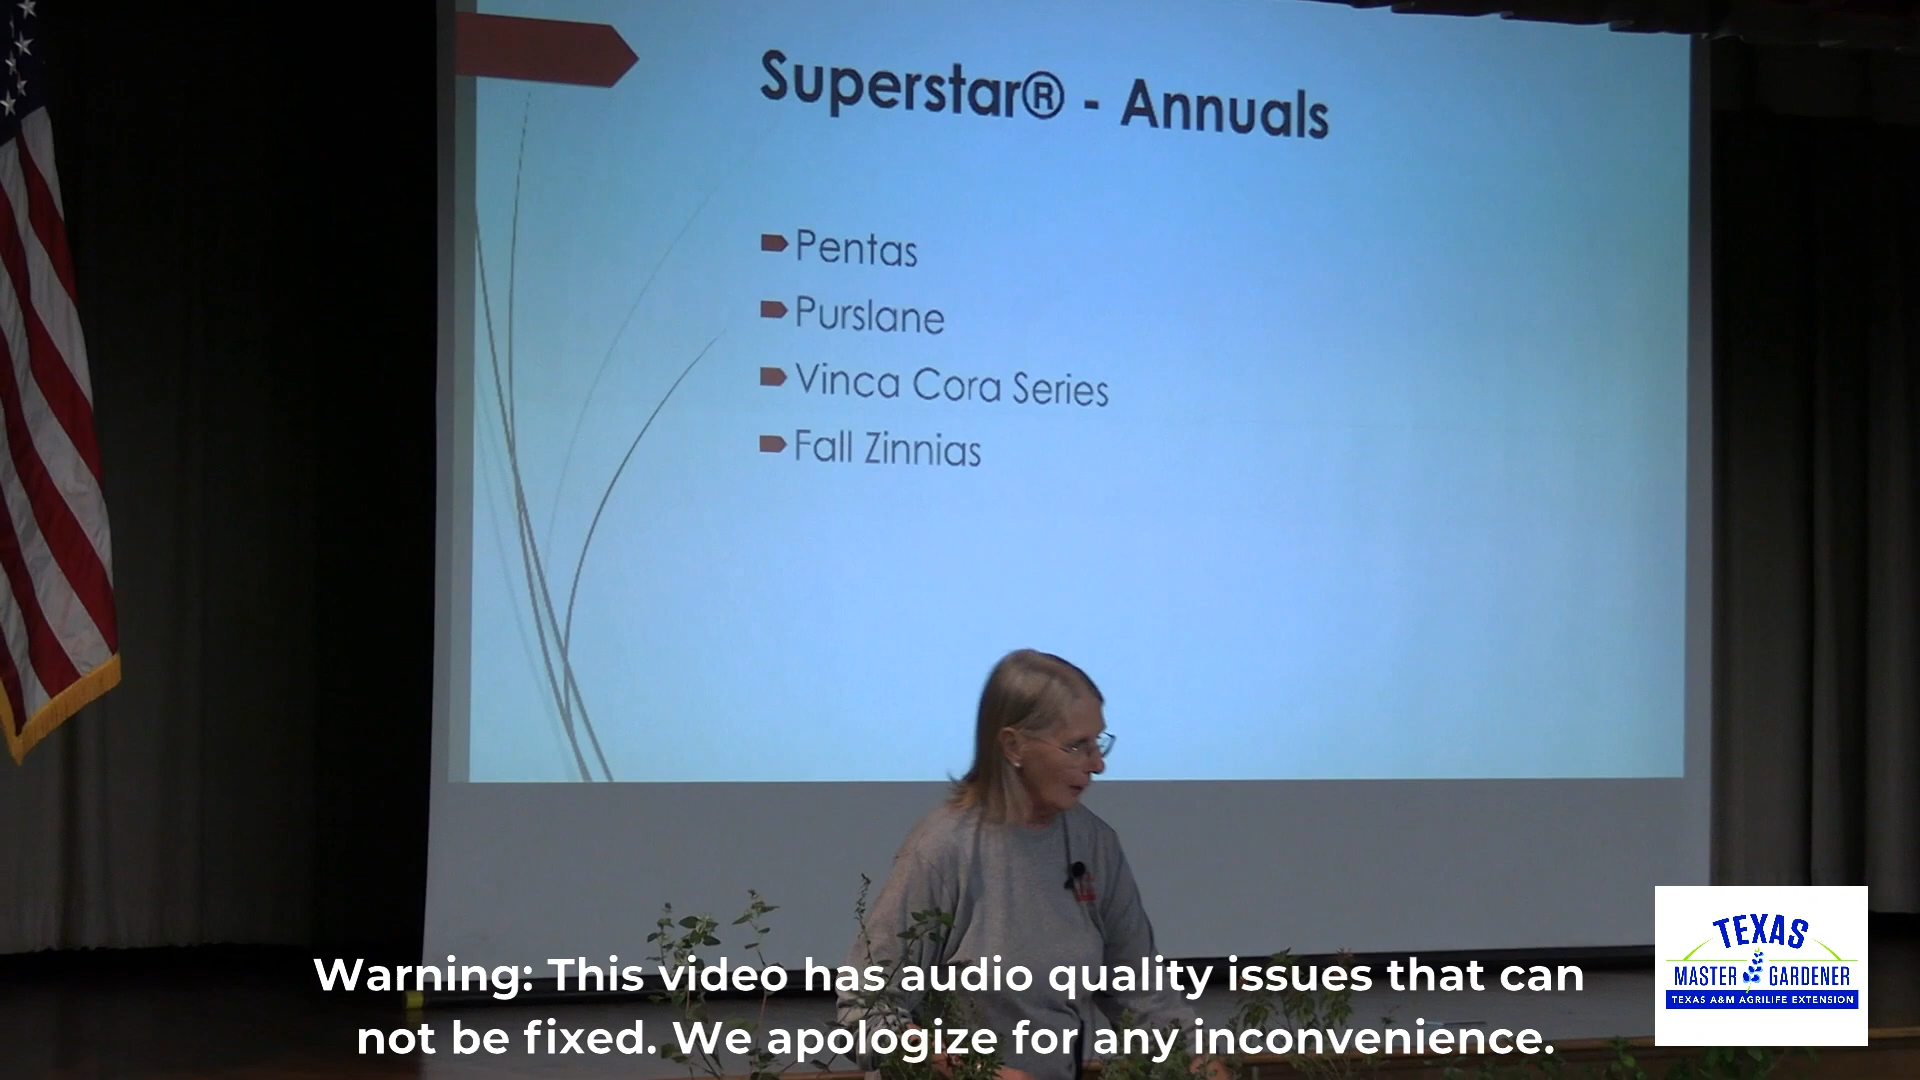 Superstar® - Annuals
Pentas
Purslane
Vinca Cora Series
Fall Zinnias
Warning: This video has audio quality issues that can
not be fixed. We apologize for any inconvenience.
TEXAS
MASTER GARDENER
TEXAS A&M AGRILIFE EXTENSION